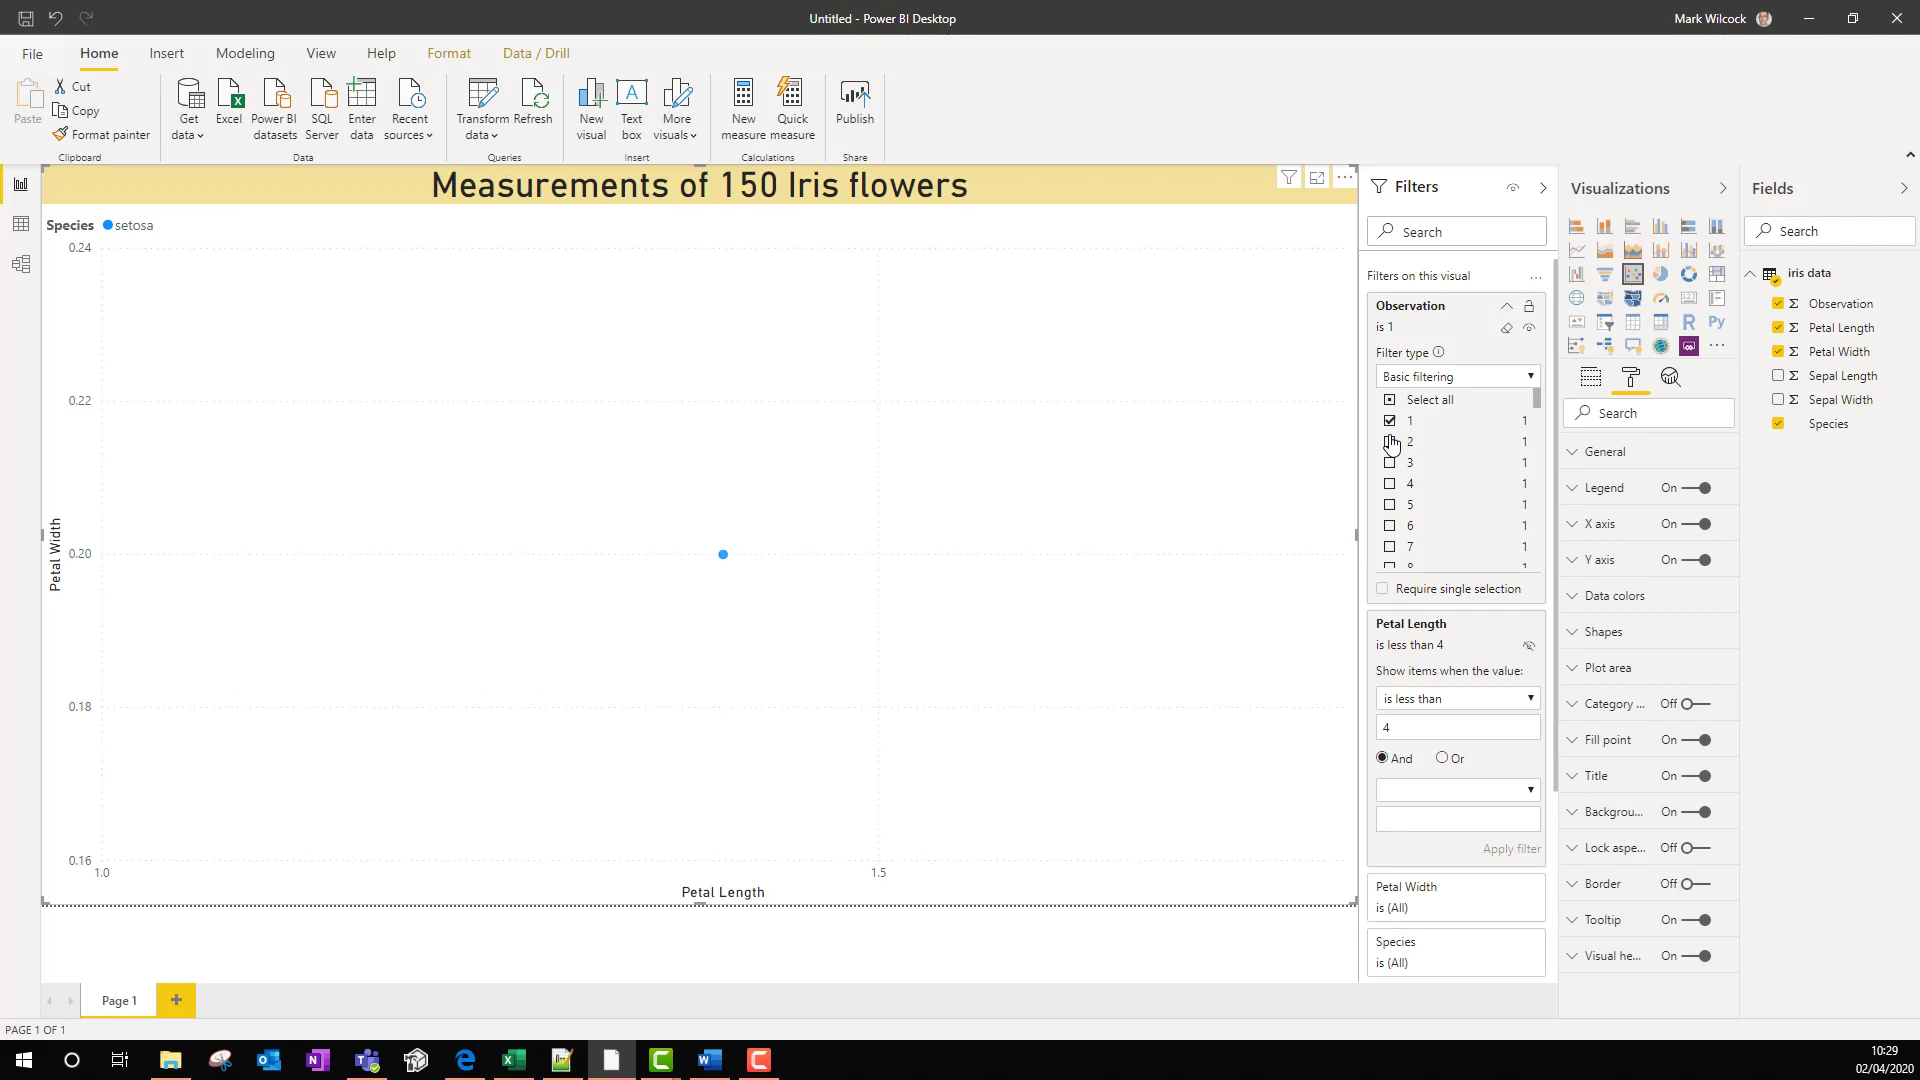 Untitled - Power BI Desktop
Mark Wilcock
File
Home
Insert
Modeling
View
Help
Format
Data / Drill
Paste
Cut
Copy
Format painter
Clipboard
Get data
Excel
Power BI datasets
SQL Server
Enter data
Recent sources
Data
Transform data
Refresh
Queries
New visual
Text box
More visuals
Insert
New measure
Quick measure
Calculations
Publish
Share
Measurements of 150 Iris flowers
Species setosa
0.24
0.22
0.20
0.18
0.16
Petal Width
1.0
1.5
Petal Length
Filters
Search
Filters on this visual
Observation
is 1
Filter type
Basic filtering
Select all
1 1
2 1
3 1
4 1
5 1
6 1
7 1
8 1
Require single selection
Petal Length
is less than 4
Show items when the value:
is less than
4
And Or
Apply filter
Petal Width
is (All)
Species
is (All)
Visualizations
R
Py
Search
General
Legend On
X axis On
Y axis On
Data colors
Shapes
Plot area
Category ... Off
Fill point On
Title On
Backgrou... On
Lock aspe... Off
Border Off
Tooltip On
Visual he... On
Fields
Search
iris data
Observation
Petal Length
Petal Width
Sepal Length
Sepal Width
Species
Page 1
PAGE 1 OF 1
10:29
02/04/2020